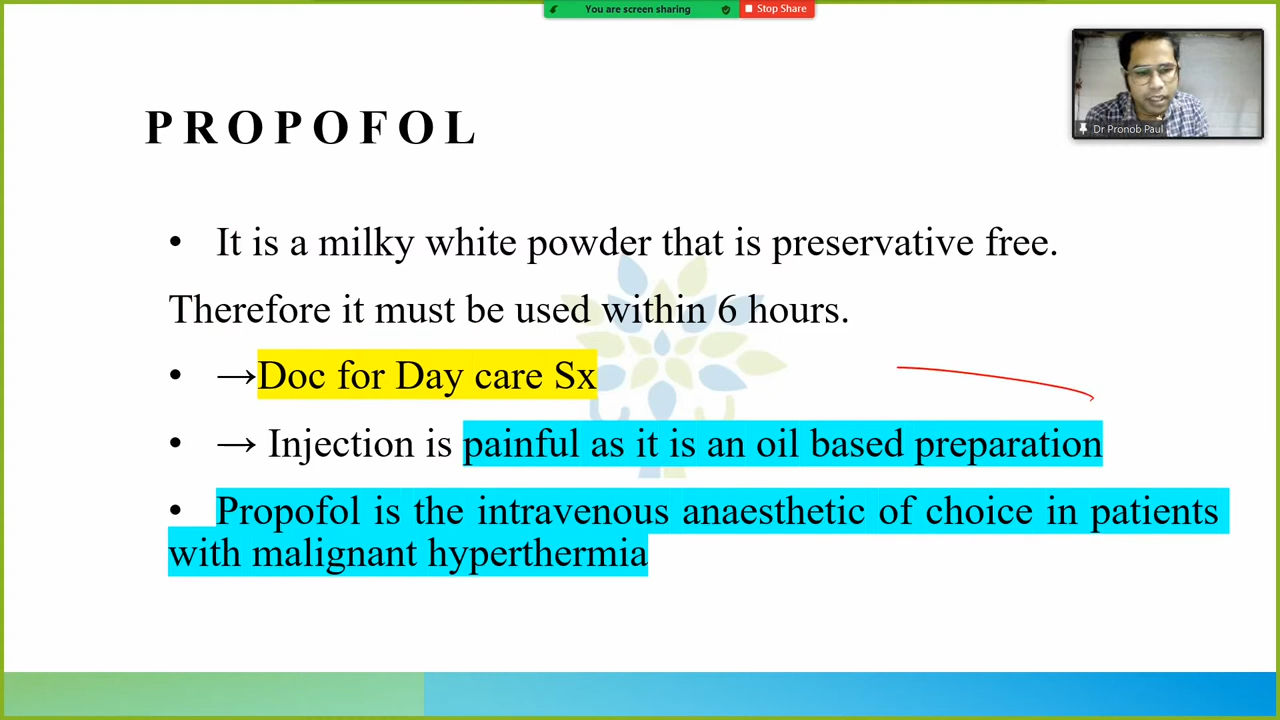 You are screen sharing
Stop Share
Dr Pronob Paul
PROPOFOL
• It is a milky white powder that is preservative free.
Therefore it must be used within 6 hours.
• →Doc for Day care Sx
• → Injection is painful as it is an oil based preparation
• Propofol is the intravenous anaesthetic of choice in patients
with malignant hyperthermia